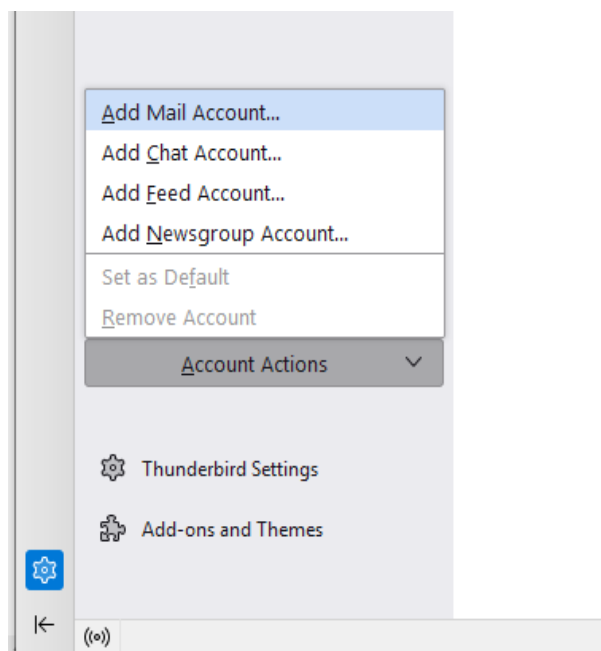 Add Mail Account...
Add Chat Account...
Add Feed Account...
Add Newsgroup Account...
Set as Default
Remove Account
Account Actions
Thunderbird Settings
Add-ons and Themes